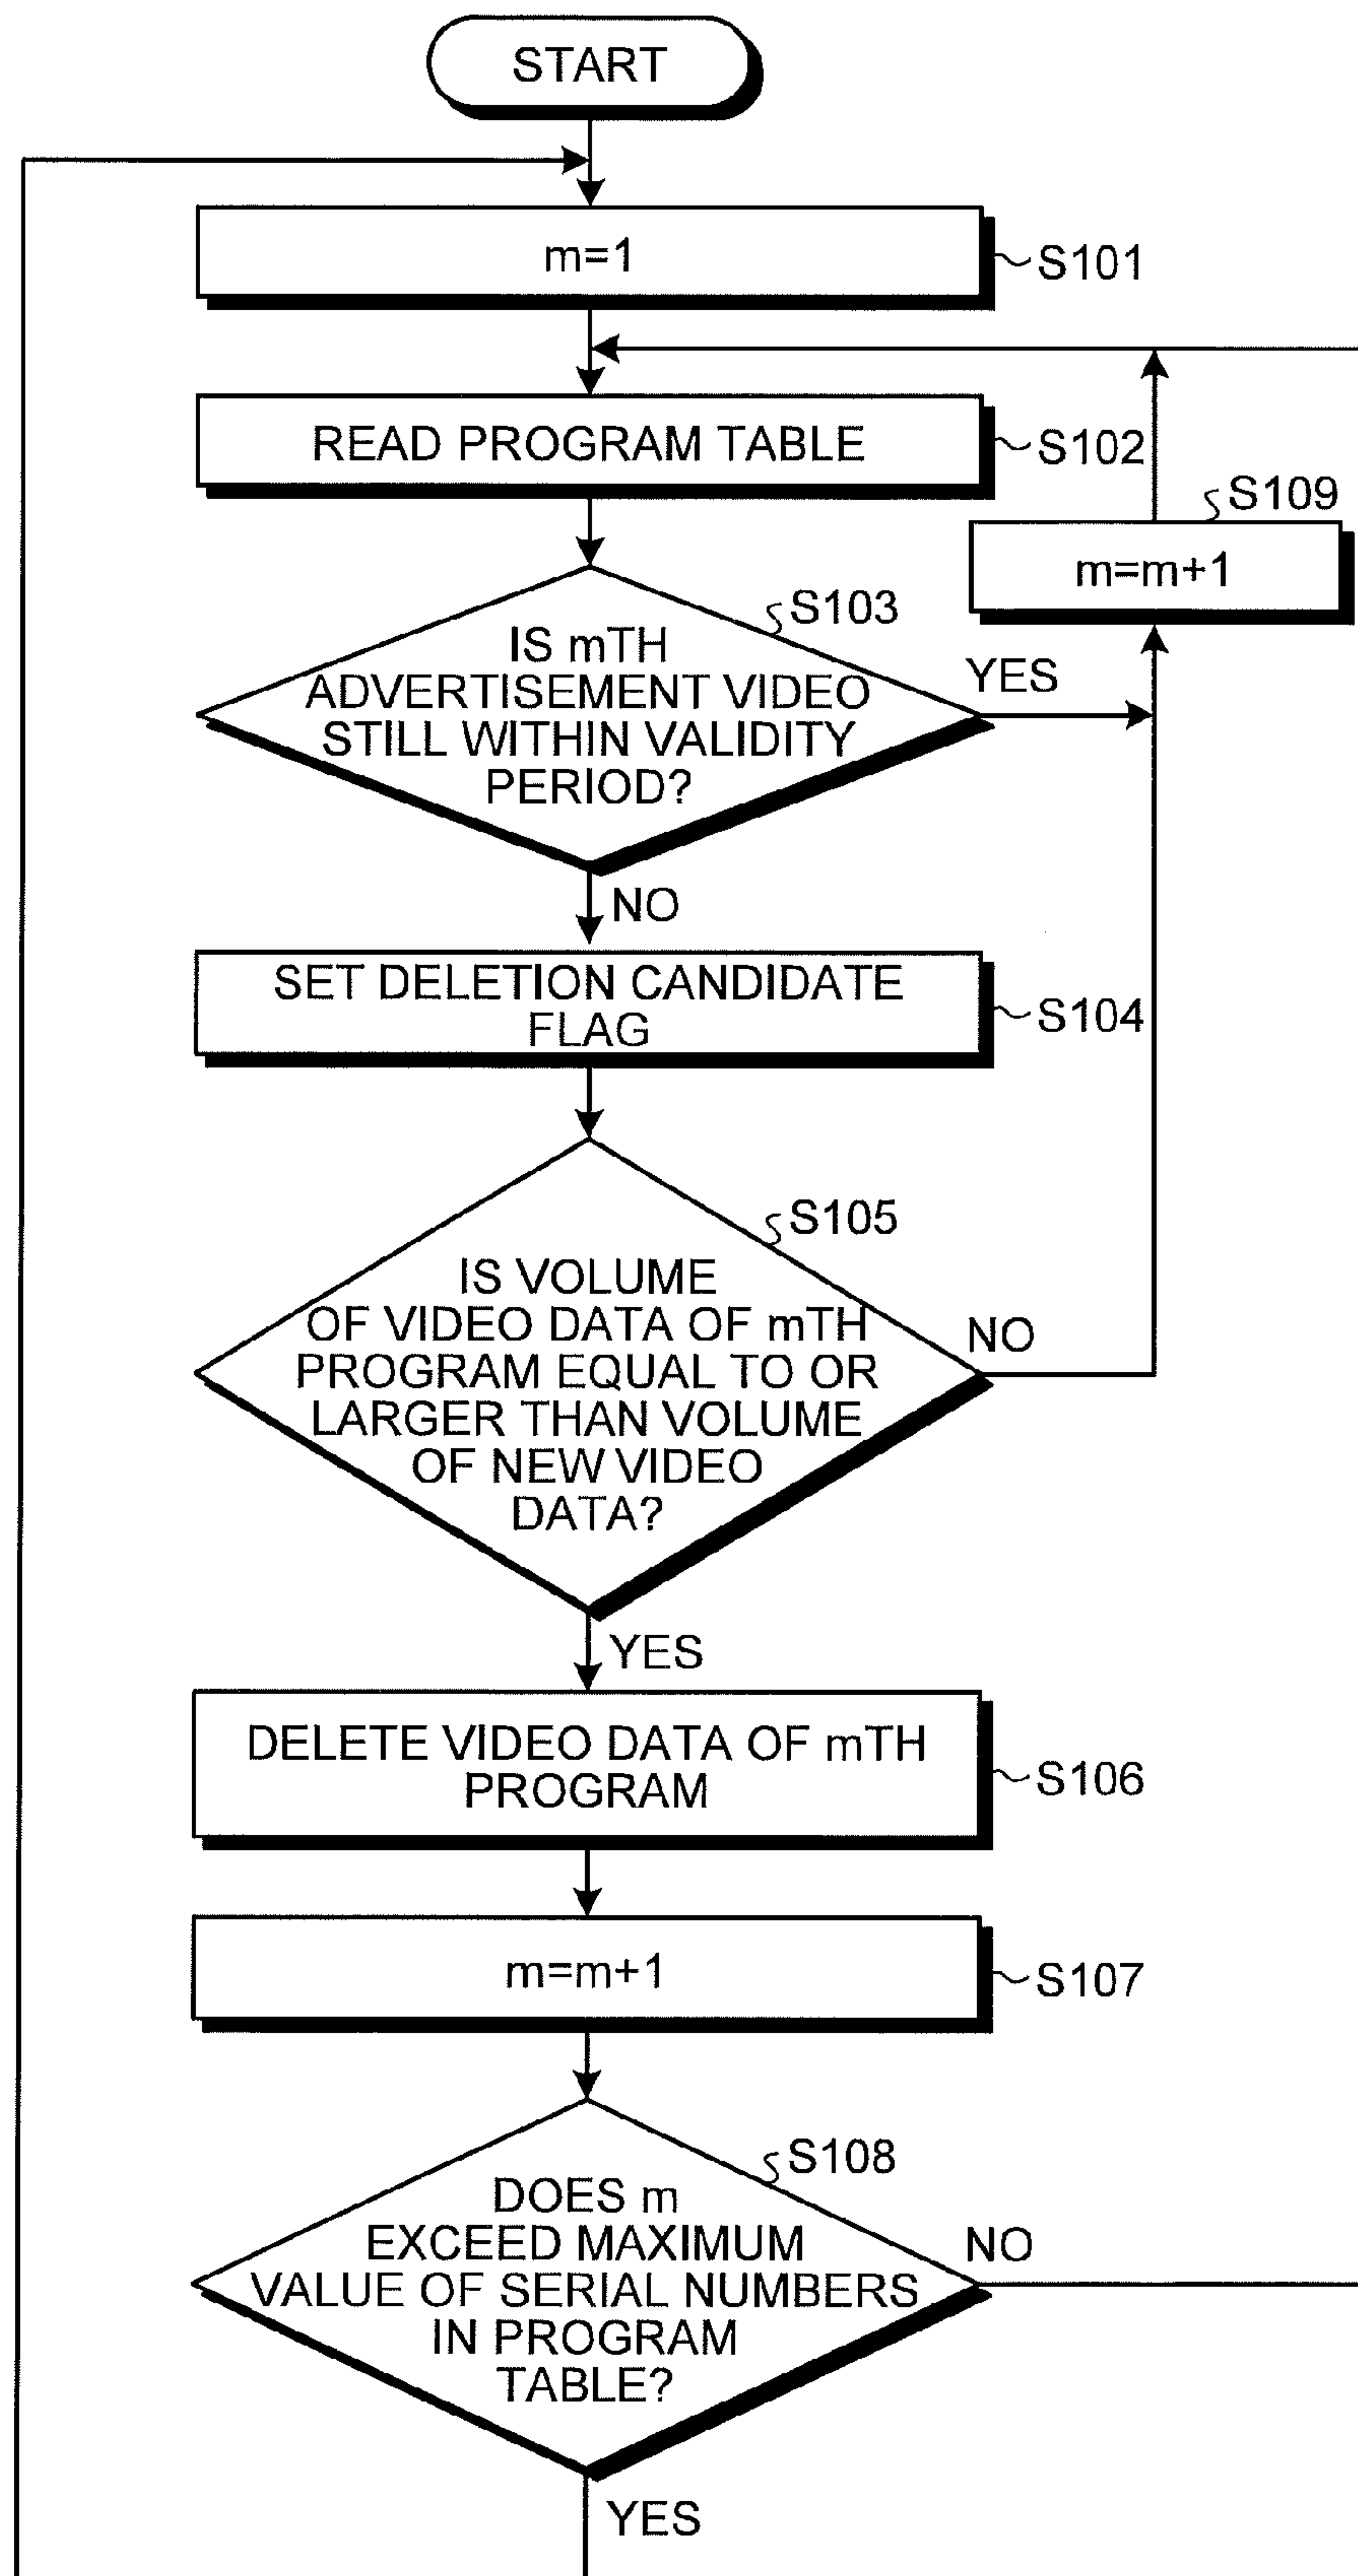 START
m=1
S101
READ PROGRAM TABLE
S102
S109
m=m+1
S103
IS mTH
ADVERTISEMENT VIDEO
STILL WITHIN VALIDITY
PERIOD?
YES
NO
SET DELETION CANDIDATE
FLAG
S104
S105
IS VOLUME
OF VIDEO DATA OF mTH
PROGRAM EQUAL TO OR
LARGER THAN VOLUME
OF NEW VIDEO
DATA?
NO
YES
DELETE VIDEO DATA OF mTH
PROGRAM
S106
m=m+1
S107
S108
DOES m
EXCEED MAXIMUM
VALUE OF SERIAL NUMBERS
IN PROGRAM
TABLE?
NO
YES